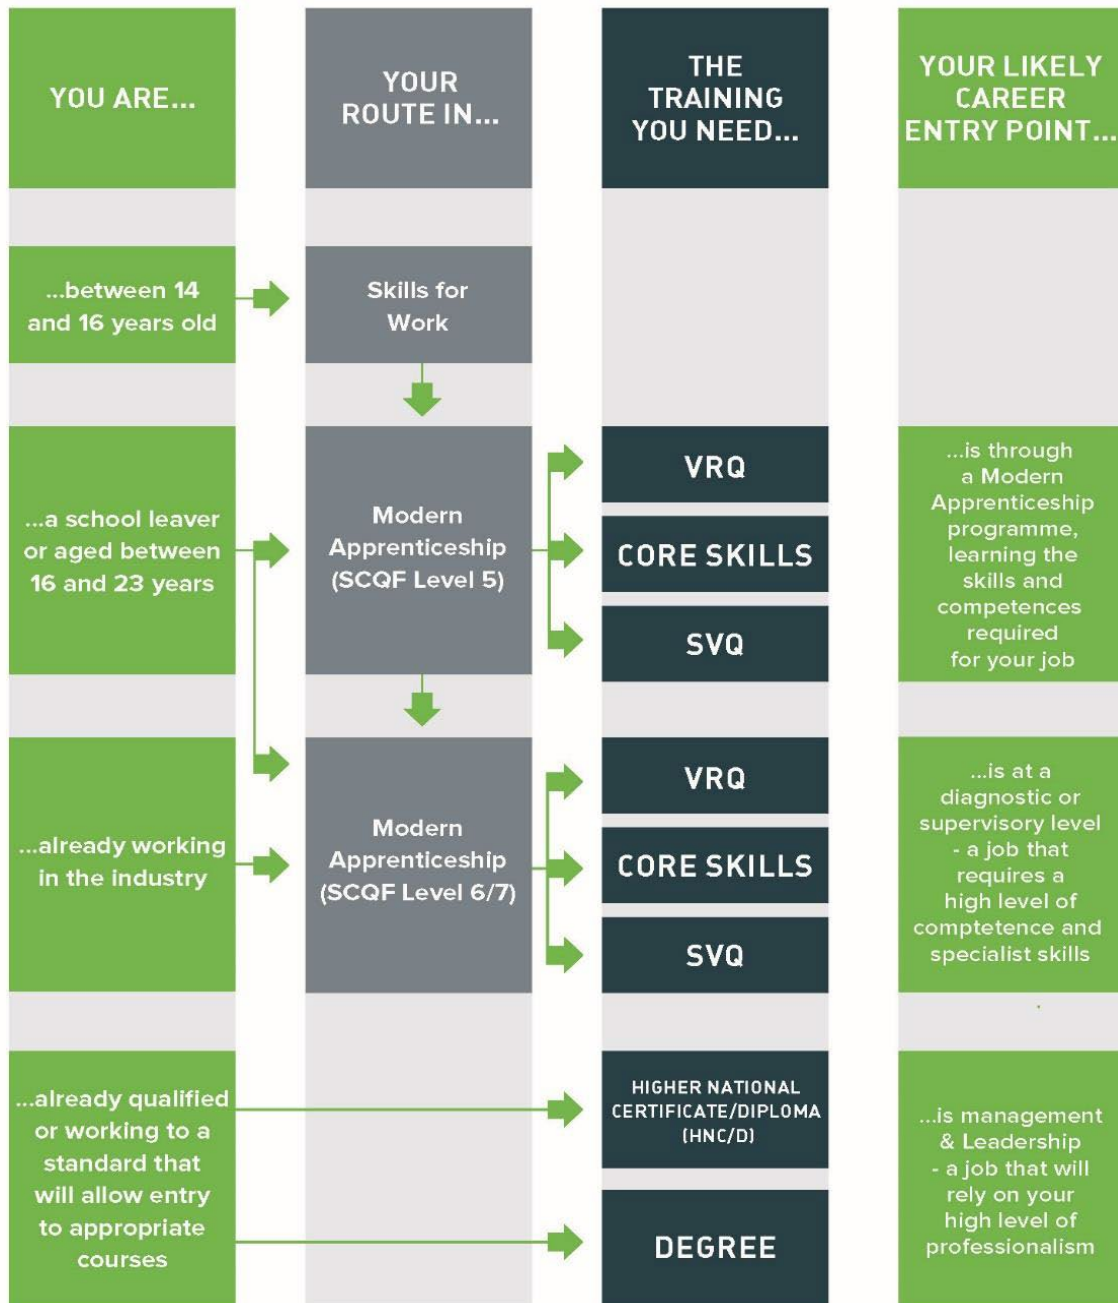 YOU ARE...
YOUR
ROUTE IN...
THE
TRAINING
YOU NEED...
YOUR LIKELY
CAREER
ENTRY POINT...
...between 14
and 16 years old
Skills for
Work
...a school leaver
or aged between
16 and 23 years
Modern
Apprenticeship
(SCQF Level 5)
VRQ
CORE SKILLS
SVQ
...is through
a Modern
Apprenticeship
programme,
learning the
skills and
competences
required
for your job
...already working
in the industry
Modern
Apprenticeship
(SCQF Level 6/7)
VRQ
CORE SKILLS
SVQ
...is at a
diagnostic or
supervisory level
- a job that
requires a
high level of
comptetence and
specialist skills
...already qualified
or working to a
standard that
will allow entry
to appropriate
courses
HIGHER NATIONAL
CERTIFICATE/DIPLOMA
(HNC/D)
DEGREE
...is management
& Leadership
- a job that will
rely on your
high level of
professionalism